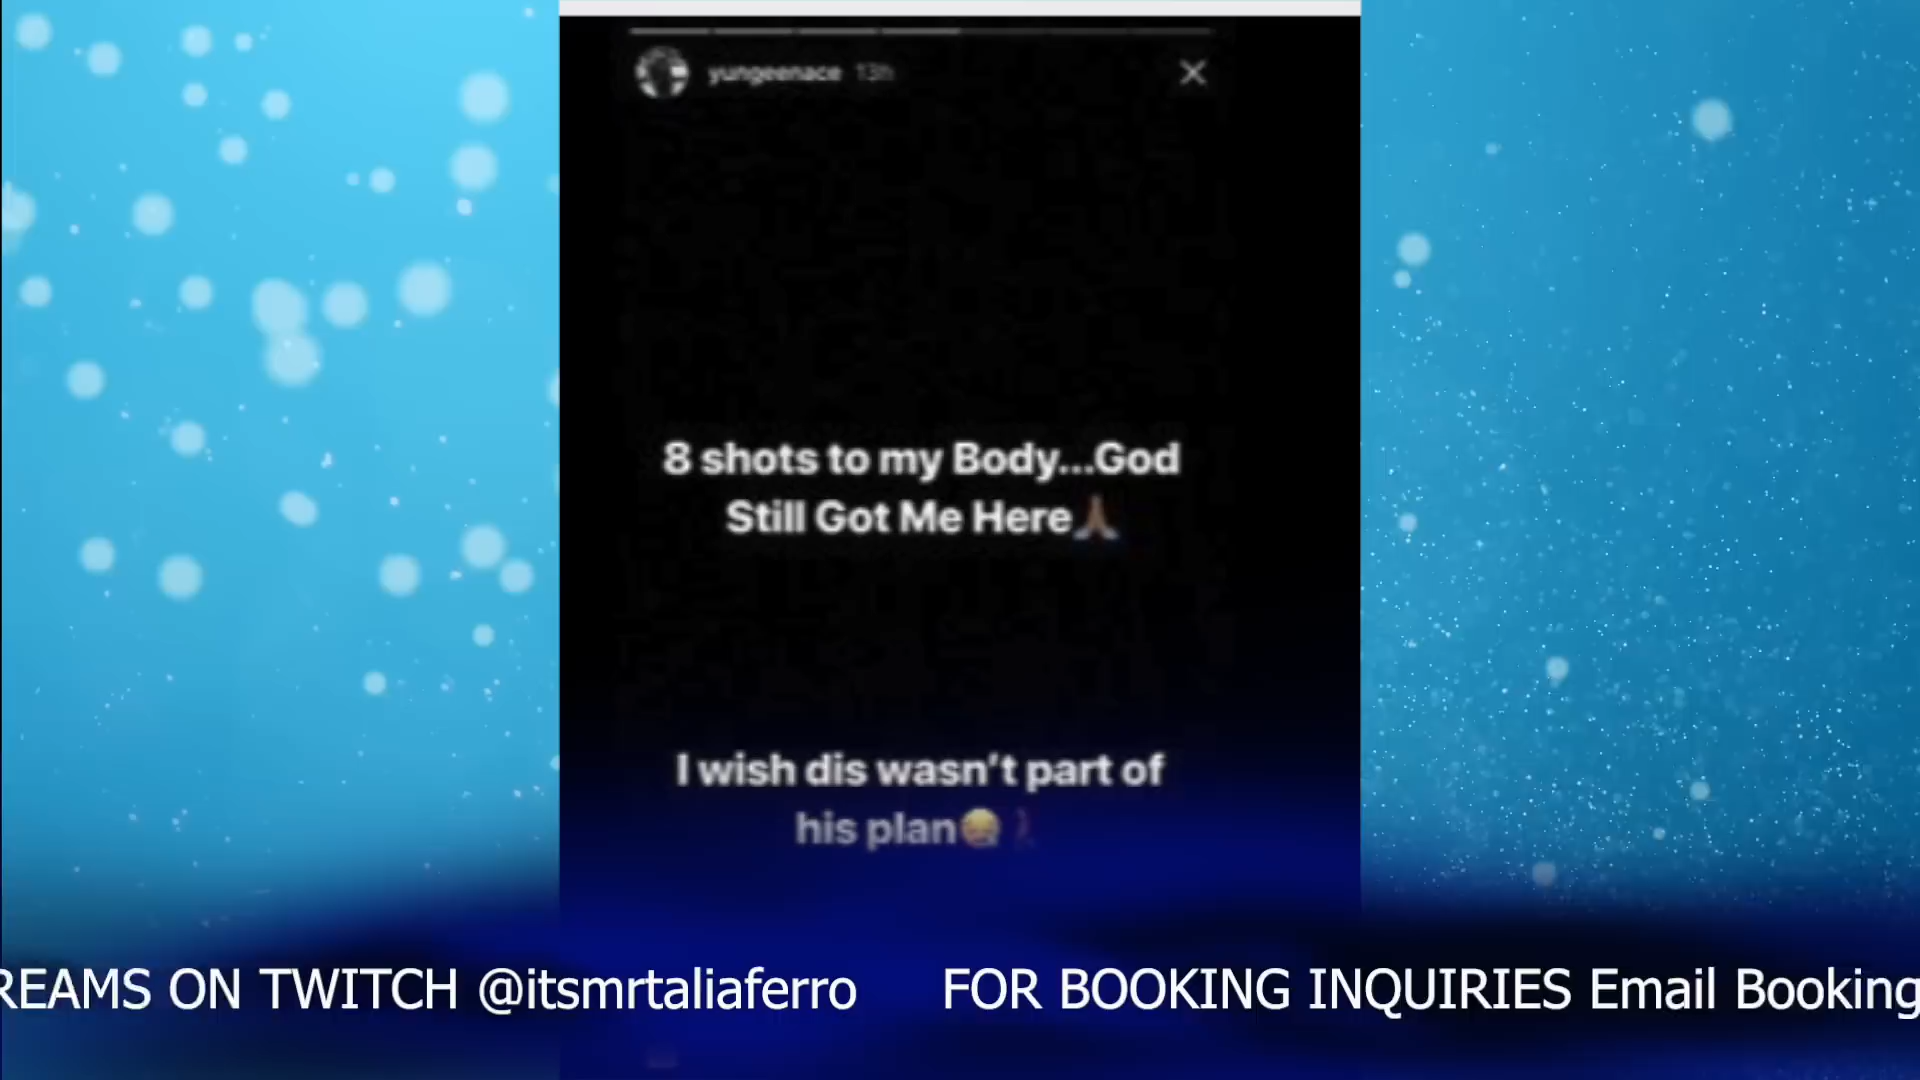 yungeenace 13h
8 shots to my Body...God
Still Got Me Here🙏🏾
I wish dis wasn't part of
his plan
REAMS ON TWITCH @itsmrtaliaferro FOR BOOKING INQUIRIES Email Booking